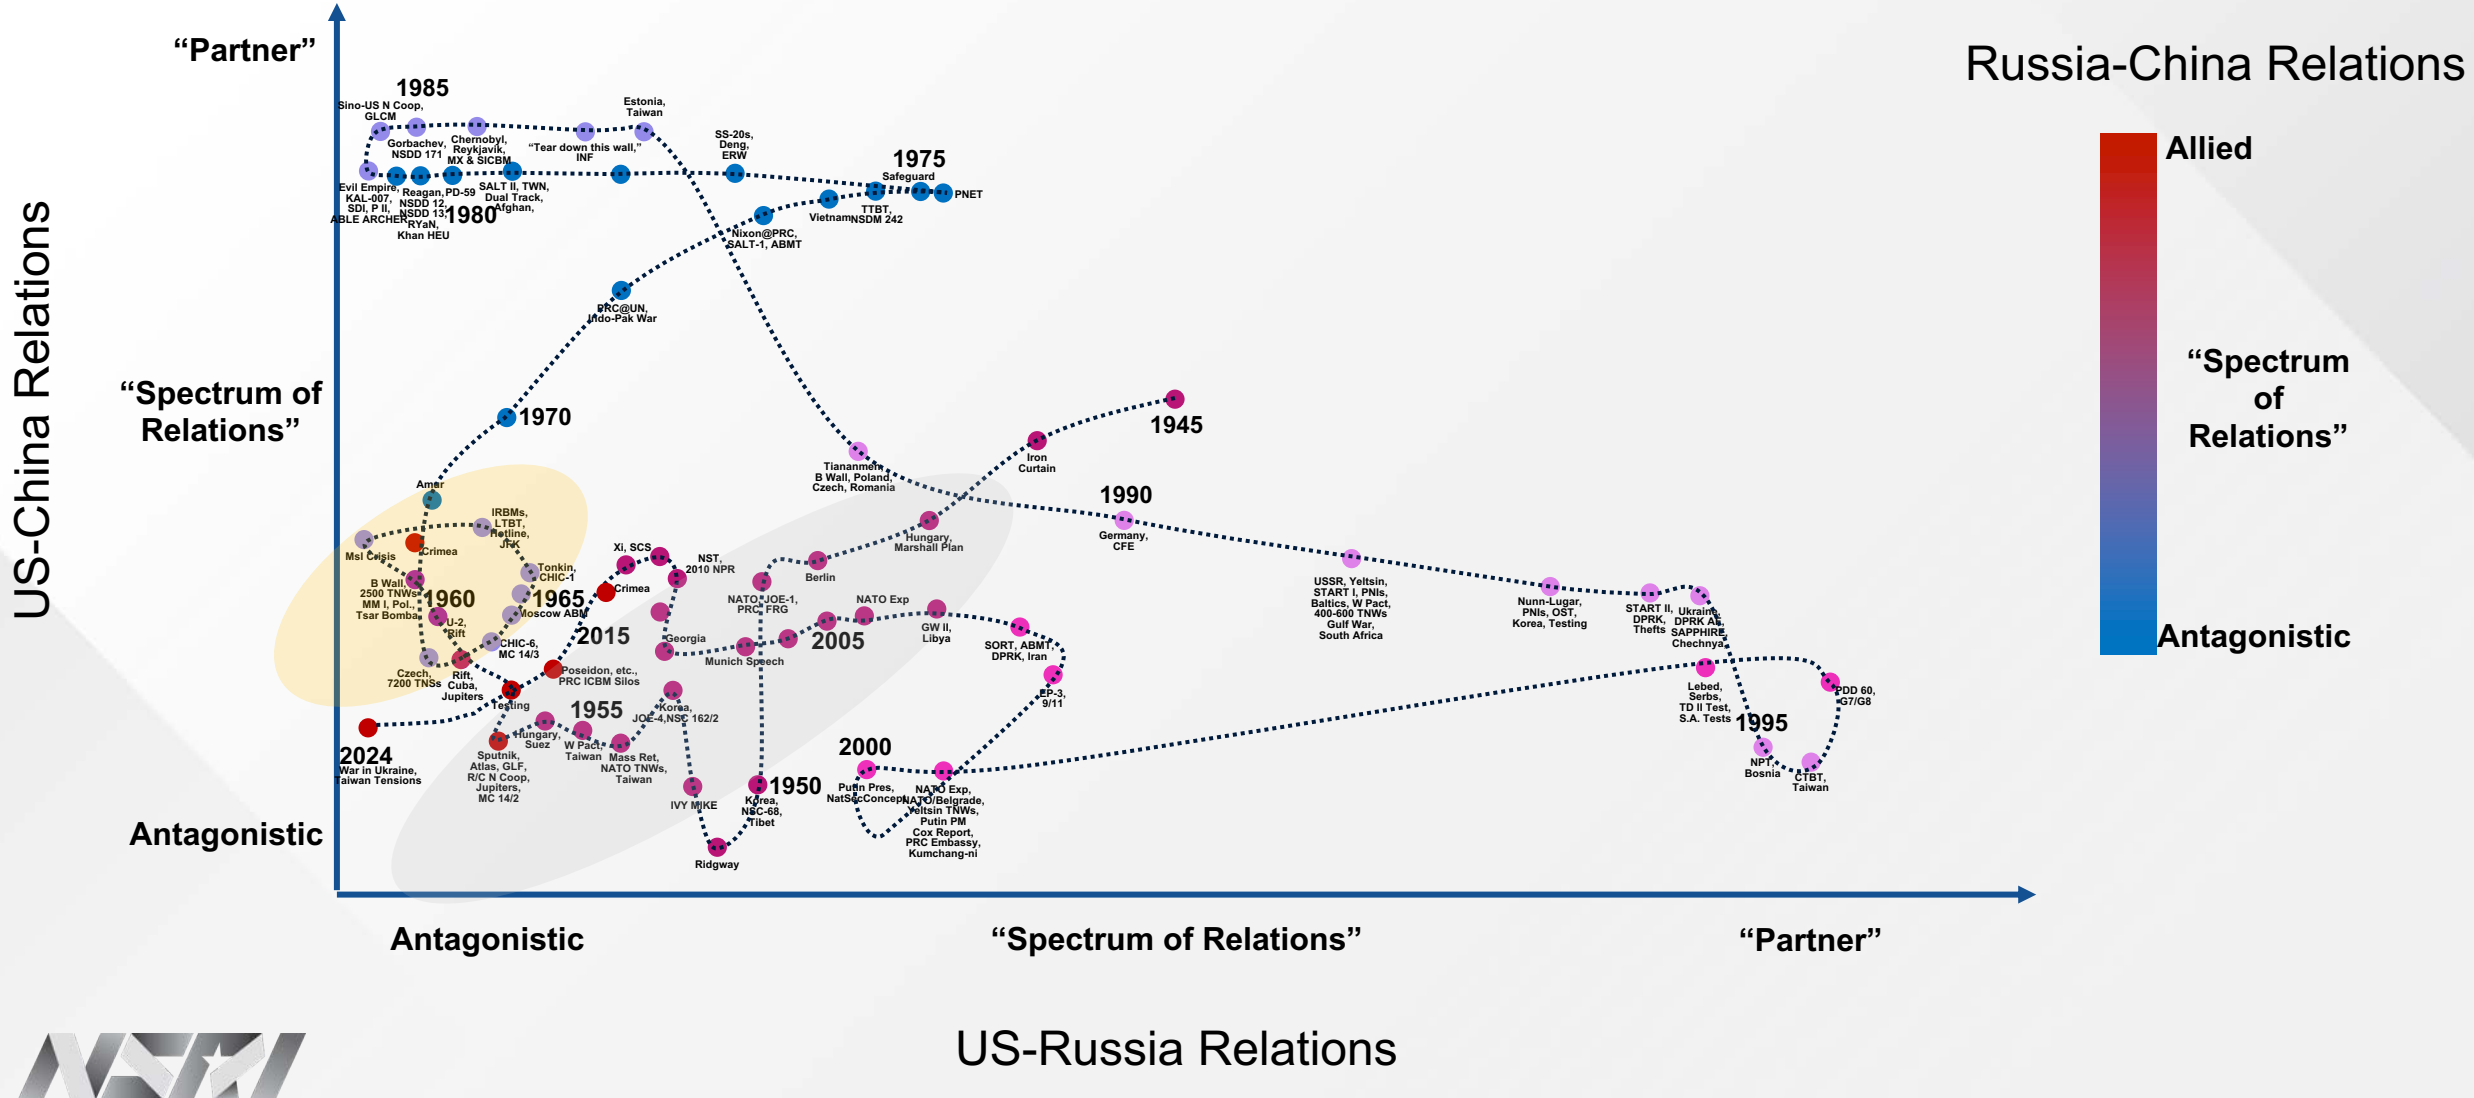 “Partner”
Russia-China Relations
1985
Sino-US N Coop,
GLCM
Gorbachev,
NSDD 171
Chernobyl,
Reykjavík,
MX & SICBM
“Tear down this wall,”
INF
Estonia,
Taiwan
SS-20s,
Deng,
ERW
1975
Safeguard
PNET
Allied
Evil Empire,
KAL-007,
SDI, P II,
ABLE ARCHER
Reagan,
NSDD 12,
NSDD 13,
RYaN,
Khan HEU
PD-59
1980
SALT II, TWN,
Dual Track,
Afghan,
Vietnam
TTBT,
NSDM 242
Nixon@PRC,
SALT-1, ABMT
PRC@UN,
Indo-Pak War
US-China Relations
“Spectrum of
Relations”
1970
1945
Iron
Curtain
“Spectrum
of
Relations”
Tiananmen,
B Wall, Poland,
Czech, Romania
1990
Germany,
CFE
Amur
IRBMs,
LTBT,
Hotline,
JFK
Msl Crisis
Crimea
Hungary,
Marshall Plan
Xi, SCS
NST,
2010 NPR
Berlin
Tonkin,
CHIC-1
B Wall,
2500 TNWs
MM I, Pol.,
Tsar Bomba
1960
U-2,
Rift
1965
Moscow ABM
Crimea
NATO, JOE-1,
PRC, FRG
NATO Exp
USSR, Yeltsin,
START I, PNIs,
Baltics, W Pact,
400-600 TNWs
Gulf War,
South Africa
Nunn-Lugar,
PNIs, OST,
Korea, Testing
START II,
DPRK,
Thefts
Ukraine,
DPRK AF,
SAPPHIRE,
Chechnya
Antagonistic
2015
Georgia
Munich Speech
2005
GW II,
Libya
SORT, ABMT,
DPRK, Iran
CHIC-6,
MC 14/3
Czech,
7200 TNSs
Rift,
Cuba,
Jupiters
Poseidon, etc.,
PRC ICBM Silos
EP-3,
9/11
Lebed,
Serbs,
TD II Test,
S.A. Tests
PDD 60,
G7/G8
Testing
1955
Korea,
JOE-4,NSC 162/2
1995
2024
War in Ukraine,
Taiwan Tensions
Hungary,
Suez
W Pact,
Taiwan
Mass Ret,
NATO TNWs,
Taiwan
Sputnik,
Atlas, GLF,
R/C N Coop,
Jupiters,
MC 14/2
2000
NPT,
Bosnia
CTBT,
Taiwan
IVY MIKE
1950
Korea,
NSC-68,
Tibet
Putin Pres,
NatSecConcept
NATO Exp,
NATO/Belgrade,
Yeltsin TNWs,
Putin PM
Cox Report,
PRC Embassy,
Kumchang-ni
Antagonistic
Ridgway
Antagonistic
“Spectrum of Relations”
“Partner”
US-Russia Relations